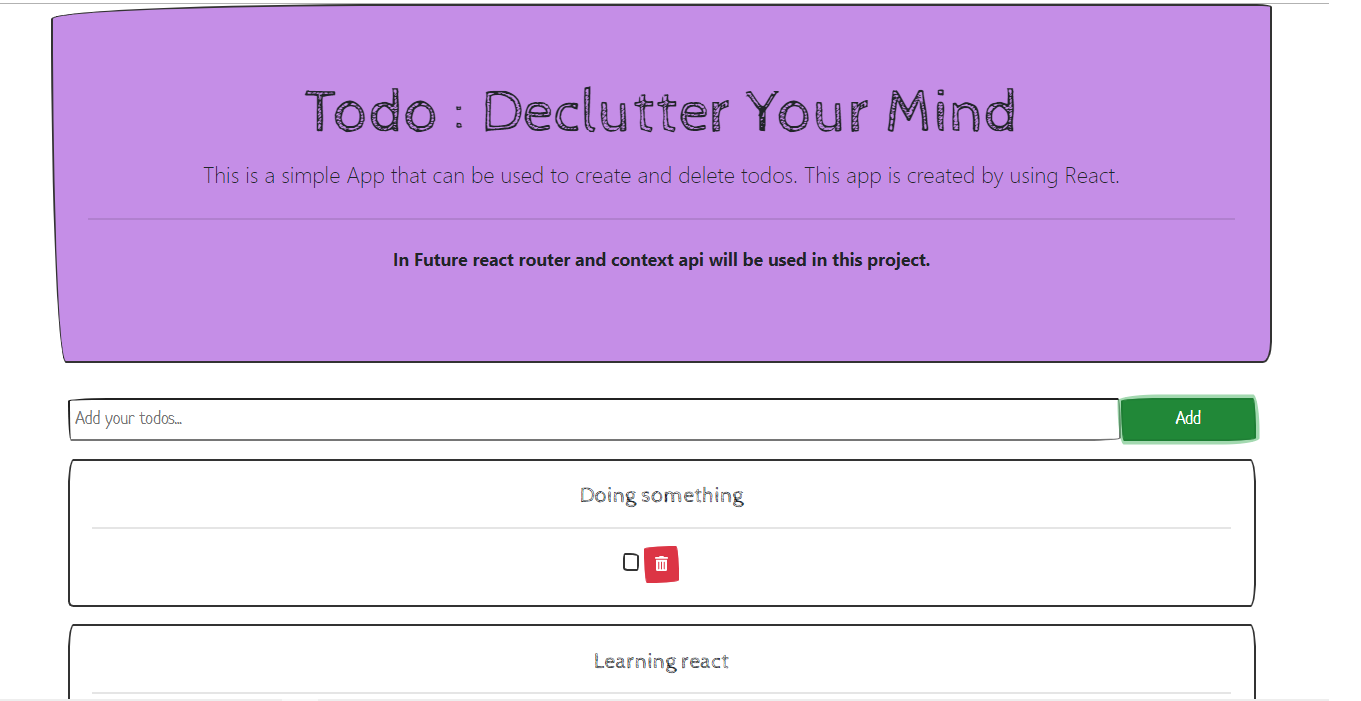 Todo : Declutter Your Mind
This is a simple App that can be used to create and delete todos. This app is created by using React.
In Future react router and context api will be used in this project.
Add your todos...
Add
Doing something
Learning react